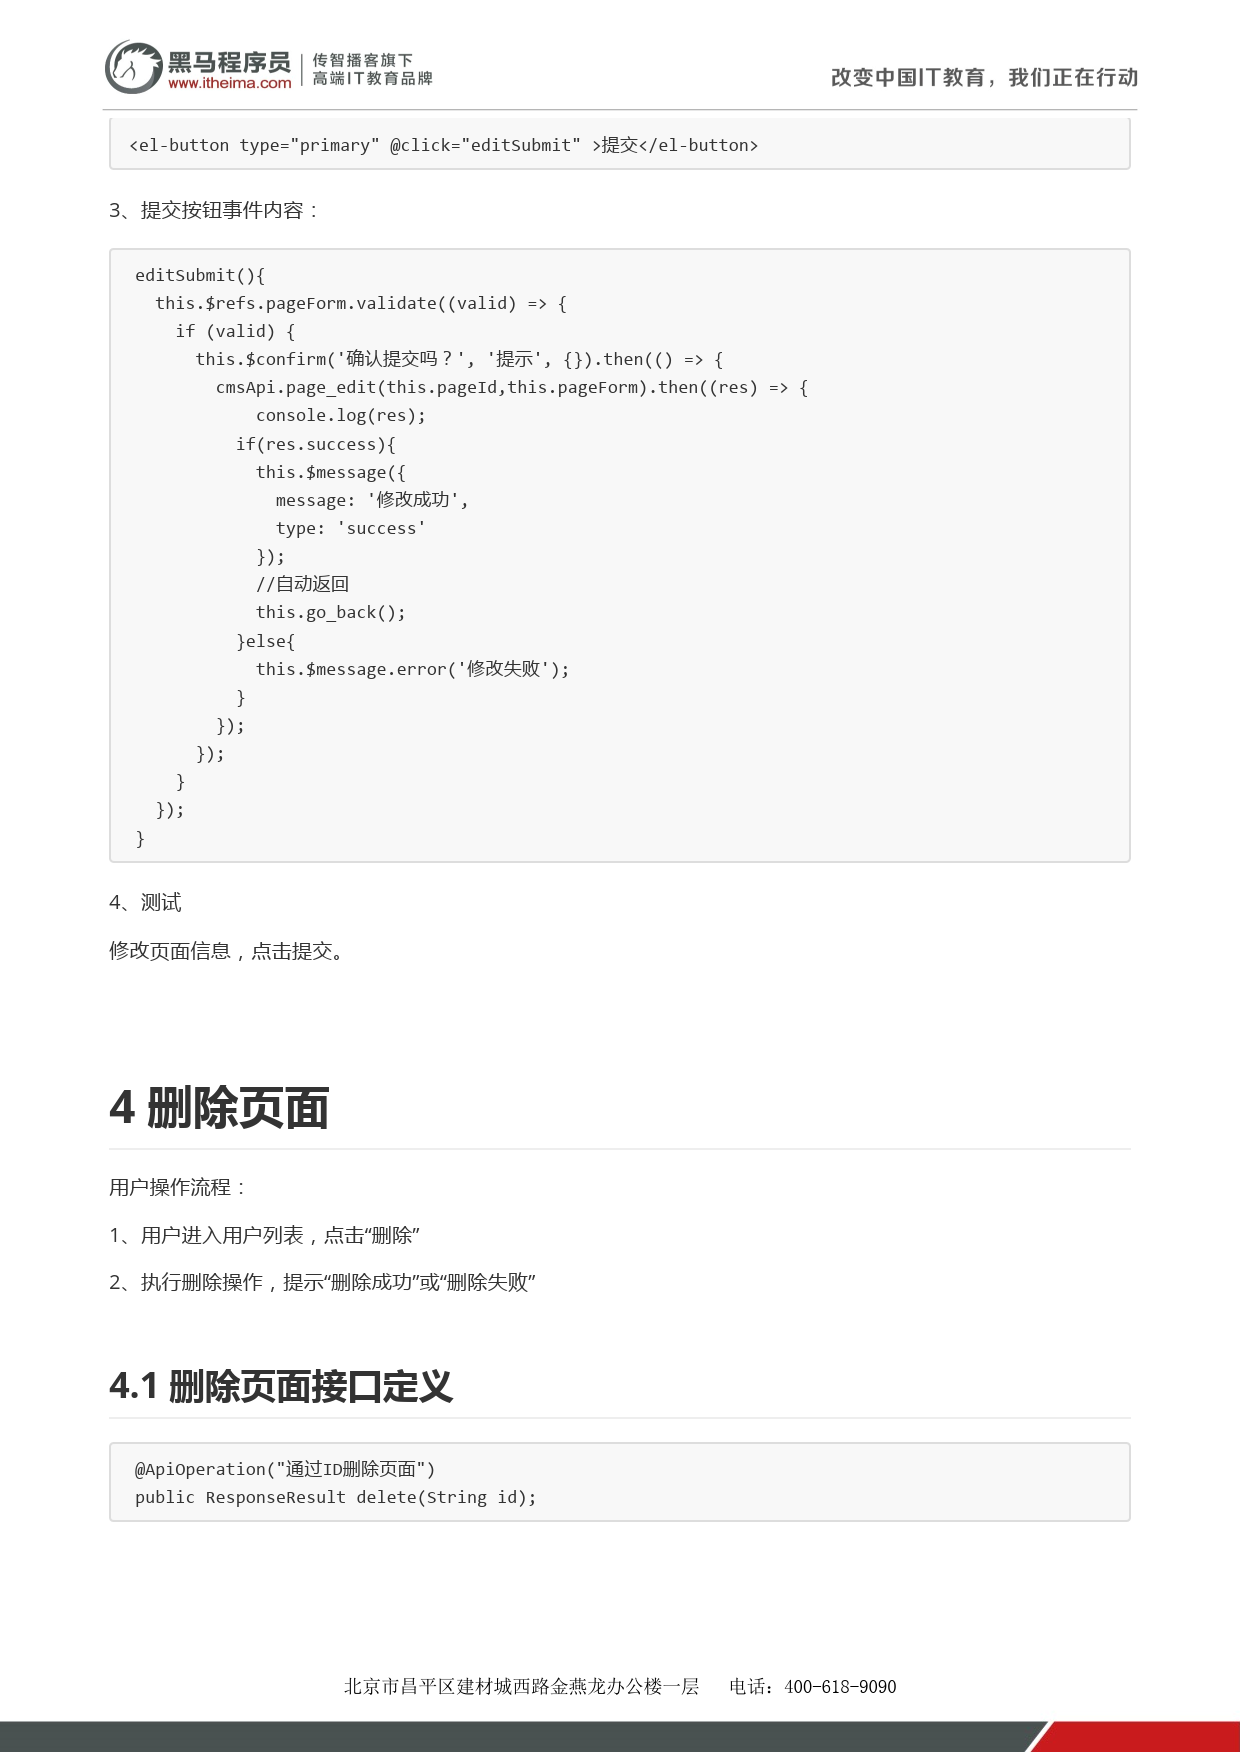 黑马程序员
www.itheima.com
传智播客旗下
高端IT教育品牌
改变中国IT教育，我们正在行动
<el-button type="primary" @click="editSubmit" >提交</el-button>
3、提交按钮事件内容：
editSubmit(){
  this.$refs.pageForm.validate((valid) => {
    if (valid) {
      this.$confirm('确认提交吗？', '提示', {}).then(() => {
        cmsApi.page_edit(this.pageId,this.pageForm).then((res) => {
            console.log(res);
          if(res.success){
            this.$message({
              message: '修改成功',
              type: 'success'
            });
            //自动返回
            this.go_back();
          }else{
            this.$message.error('修改失败');
          }
        });
      });
    }
  });
}
4、测试
修改页面信息，点击提交。
4 删除页面
用户操作流程：
1、用户进入用户列表，点击“删除”
2、执行删除操作，提示“删除成功”或“删除失败”
4.1 删除页面接口定义
@ApiOperation("通过ID删除页面")
public ResponseResult delete(String id);
北京市昌平区建材城西路金燕龙办公楼一层   电话：400-618-9090